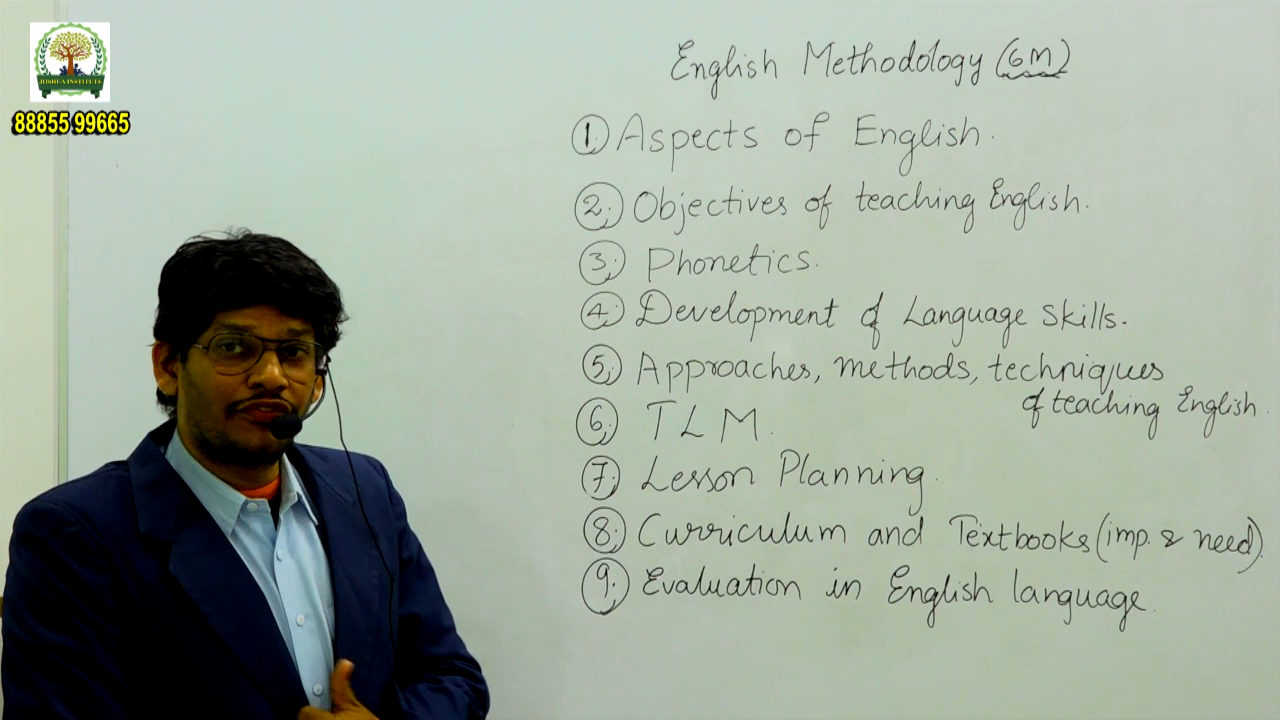 JOSHUA INSTITUTE
88855 99665
English Methodology (6M)
1. Aspects of English.
2. Objectives of teaching English.
3. Phonetics.
4. Development of Language Skills.
5. Approaches, methods, techniques
of teaching English.
6. TLM.
7. Lesson Planning.
8. Curriculum and Textbooks (imp. & need).
9. Evaluation in English language.